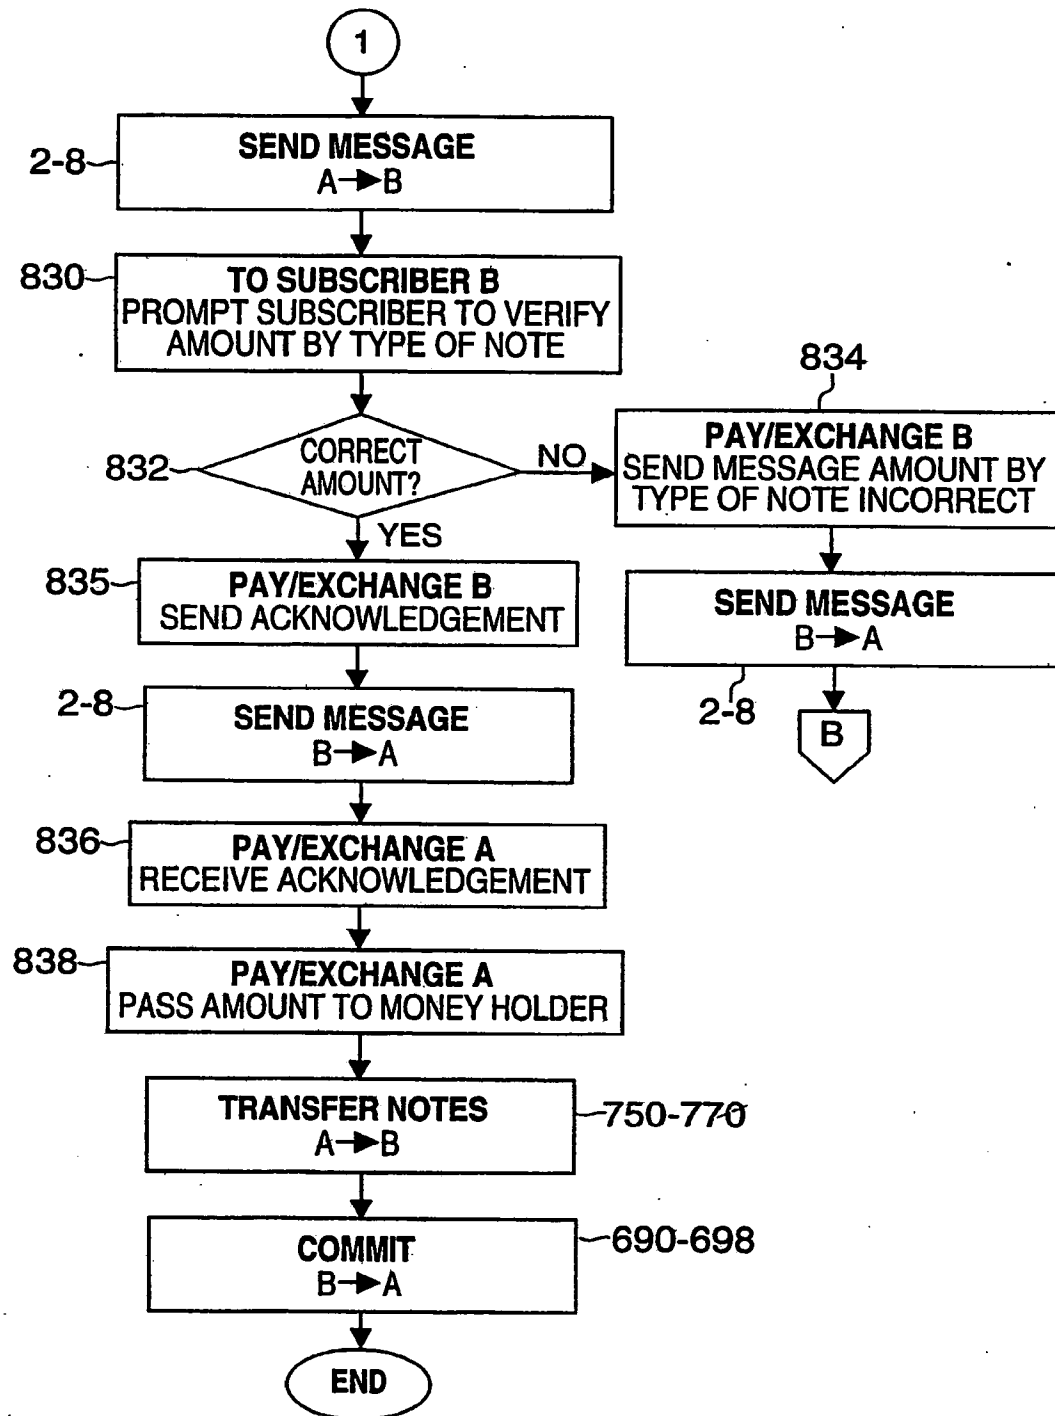 1
2-8
SEND MESSAGE
A→B
830
TO SUBSCRIBER B
PROMPT SUBSCRIBER TO VERIFY
AMOUNT BY TYPE OF NOTE
832
CORRECT
AMOUNT?
NO
YES
834
PAY/EXCHANGE B
SEND MESSAGE AMOUNT BY
TYPE OF NOTE INCORRECT
SEND MESSAGE
B→A
2-8
B
835
PAY/EXCHANGE B
SEND ACKNOWLEDGEMENT
2-8
SEND MESSAGE
B→A
836
PAY/EXCHANGE A
RECEIVE ACKNOWLEDGEMENT
838
PAY/EXCHANGE A
PASS AMOUNT TO MONEY HOLDER
TRANSFER NOTES
A→B
750-770
COMMIT
B→A
690-698
END